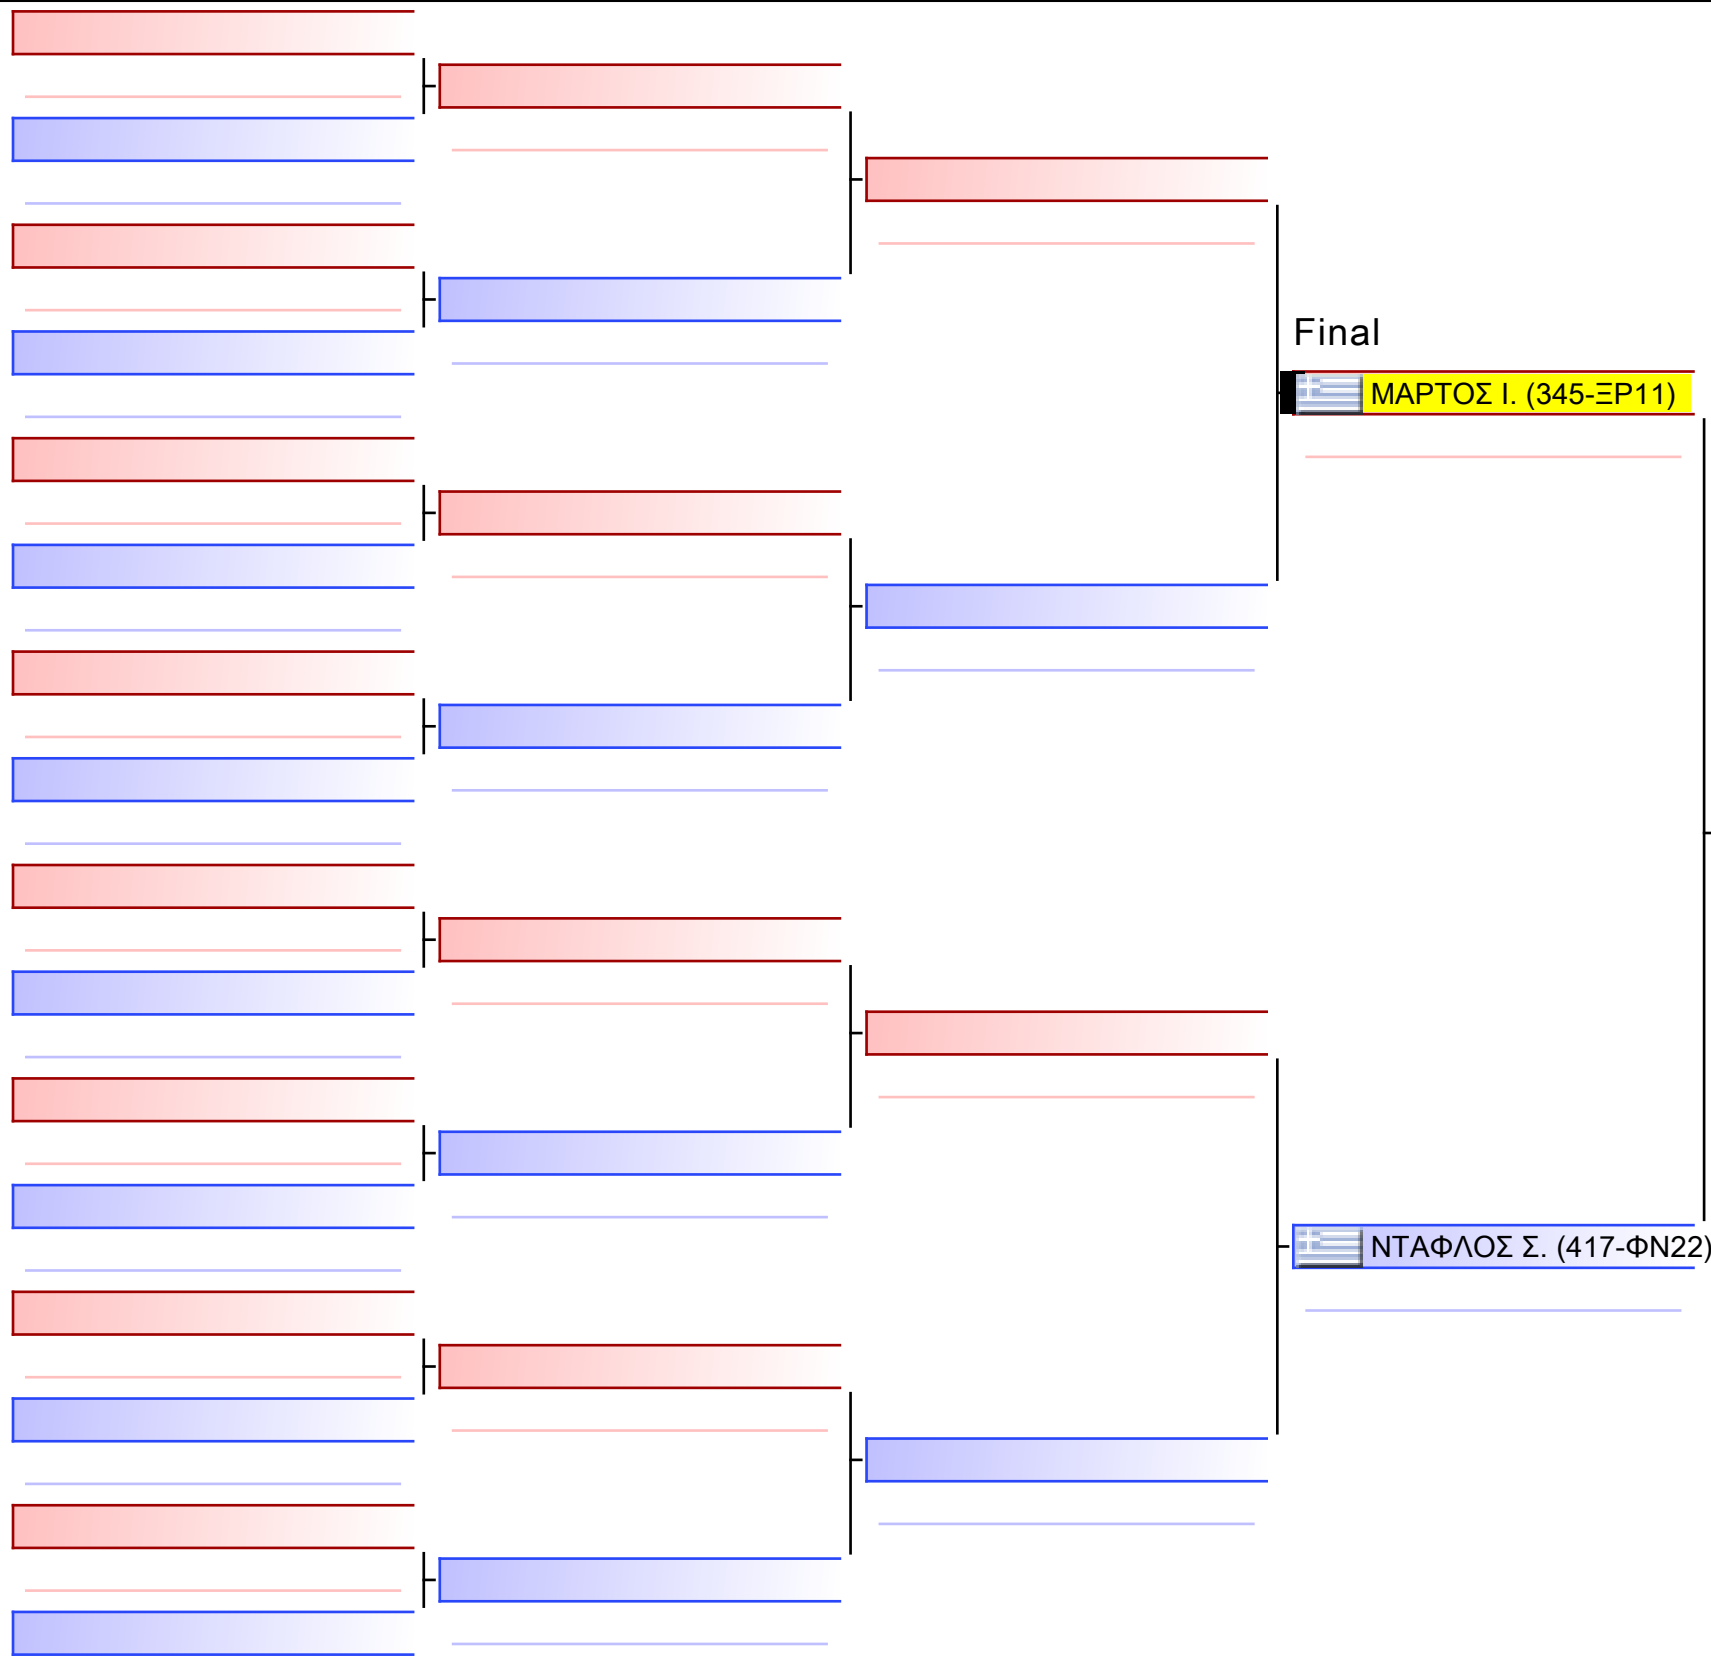 Final
ΜΑΡΤΟΣ Ι. (345-ΞΡ11)
ΝΤΑΦΛΟΣ Σ. (417-ΦΝ22)